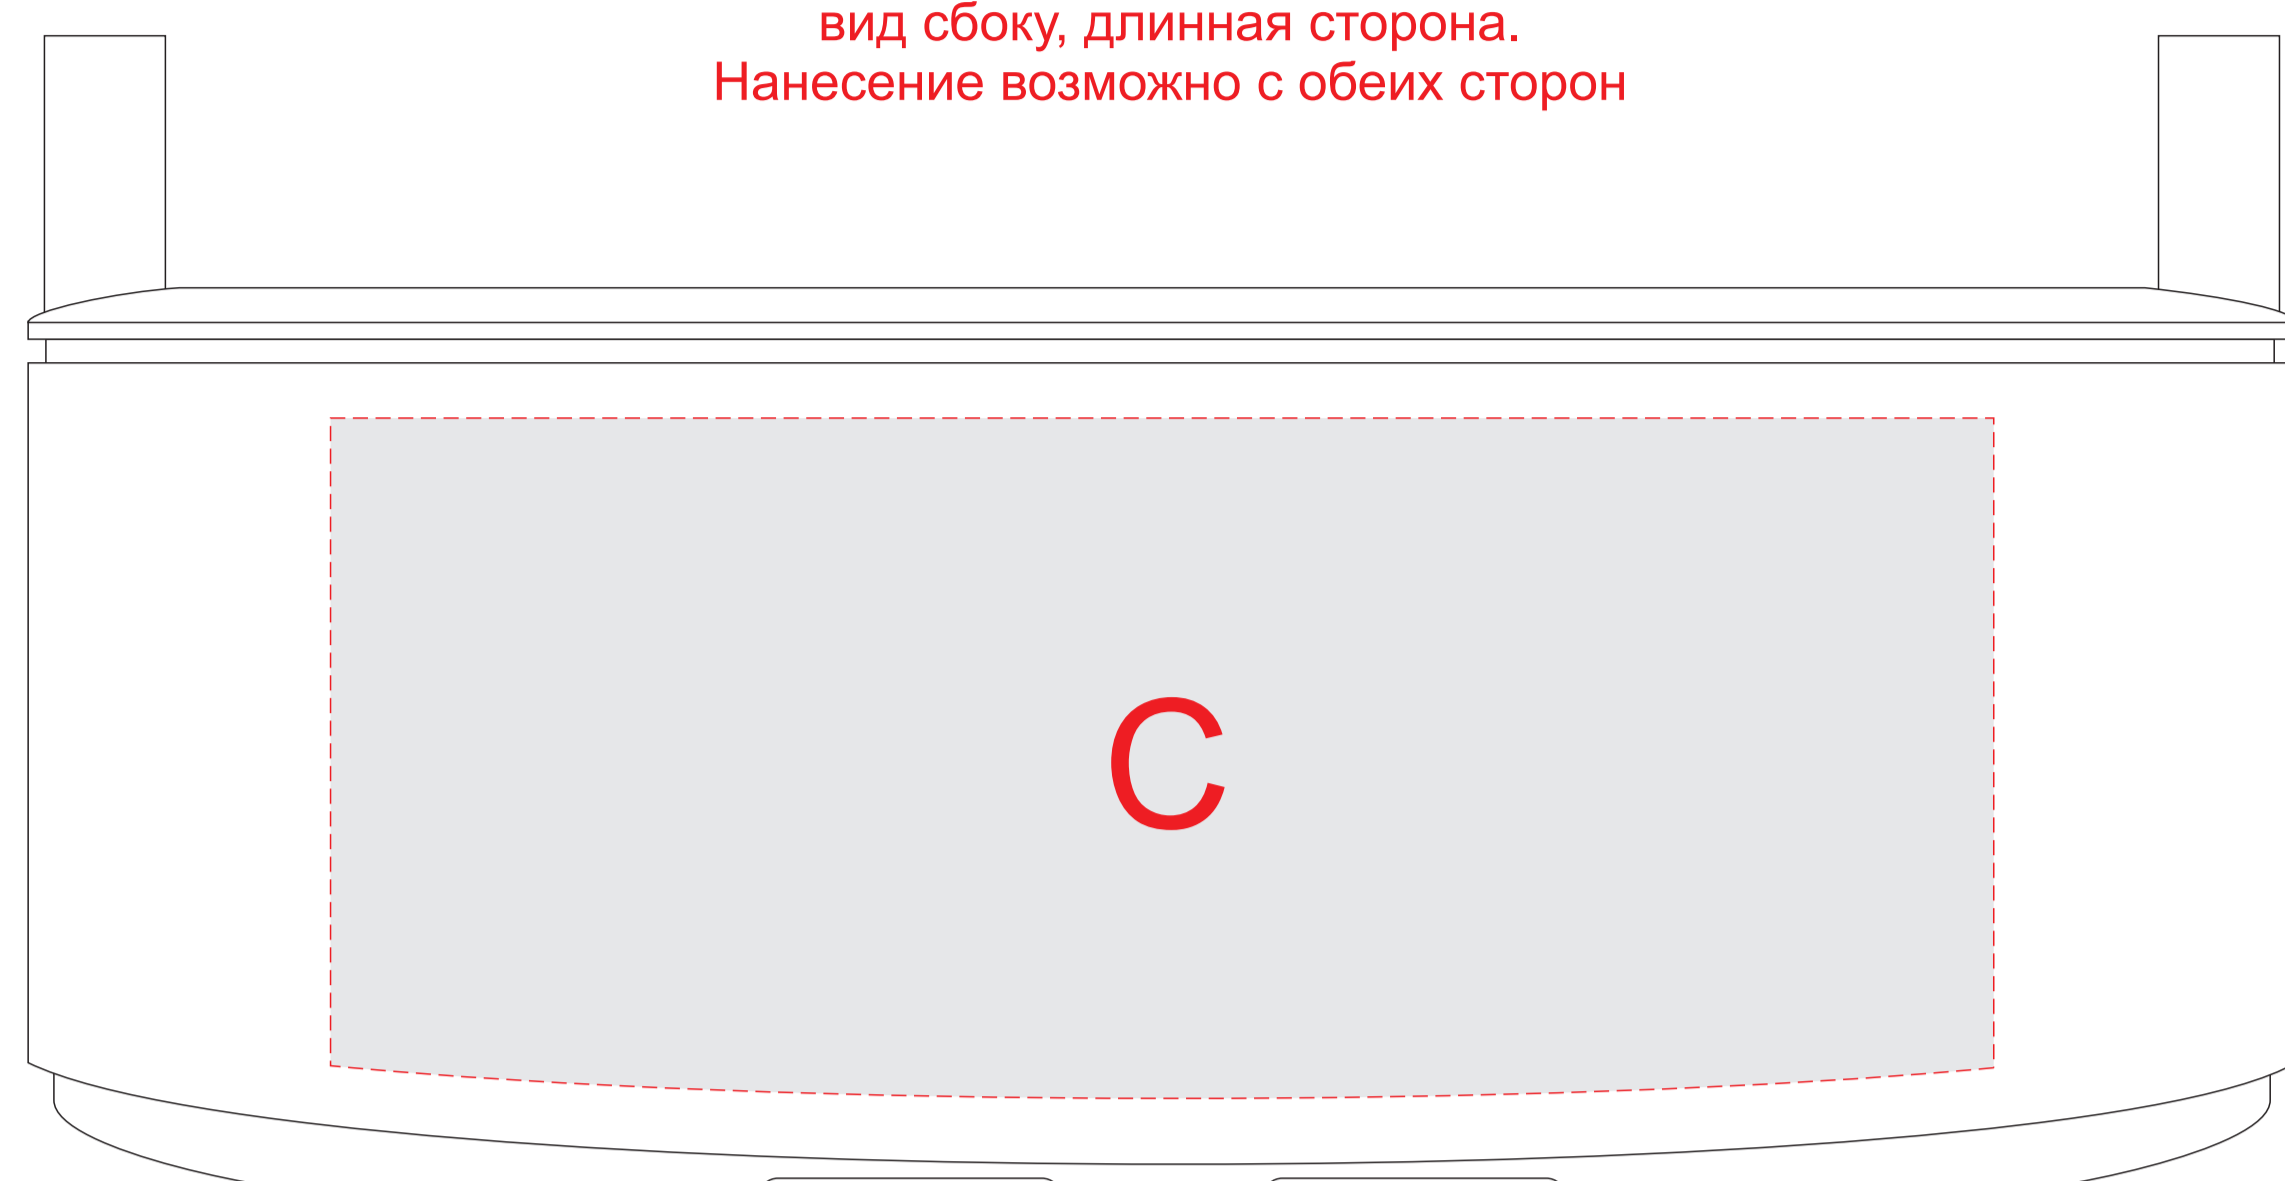 вид сбоку, длинная сторона.
Нанесение возможно с обеих сторон
С